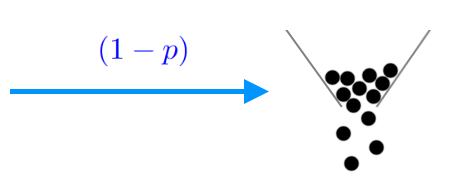 (1 − p)